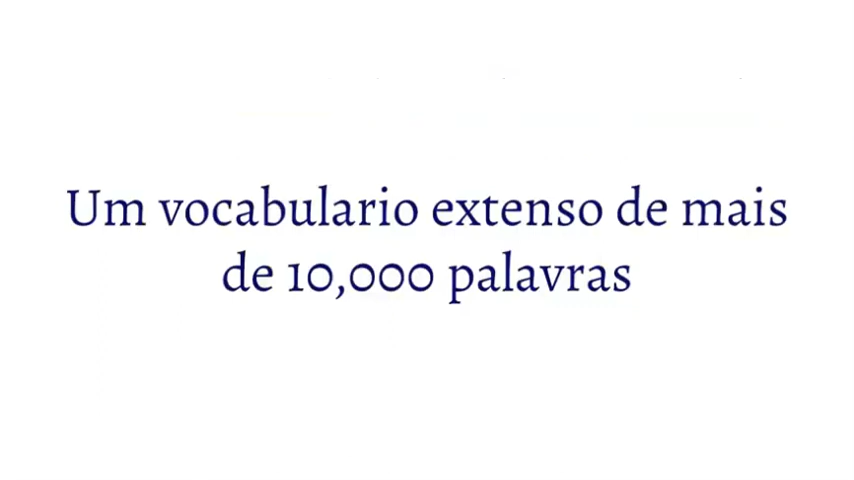 Um vocabulario extenso de mais
de 10,000 palavras